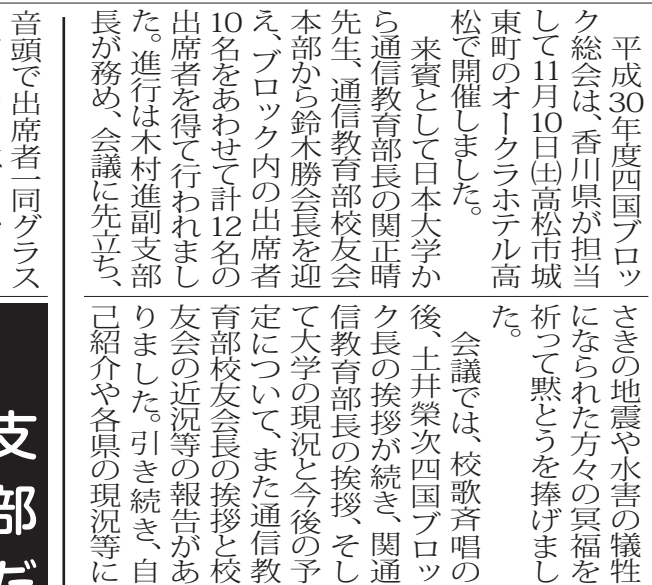 平成30年度四国ブロッ
ク総会は、香川県が担当
して11月10日㈯高松市城
東町のオークラホテル高
松で開催しました。
来賓として日本大学か
ら通信教育部長の関正晴
先生、通信教育部校友会
本部から鈴木勝会長を迎
え、ブロック内の出席者
10名をあわせて計12名の
出席者を得て行われまし
た。進行は木村進副支部
長が務め、会議に先立ち、
さきの地震や水害の犠牲
になられた方々の冥福を
祈って黙とうを捧げまし
た。
会議では、校歌斉唱の
後、土井榮次四国ブロッ
ク長の挨拶が続き、関通
信教育部長の挨拶、そし
て大学の現況と今後の予
定について、また通信教
育部校友会長の挨拶と校
友会の近況等の報告があ
りました。引き続き、自
己紹介や各県の現況等に
音頭で出席者一同グラス
支部だ